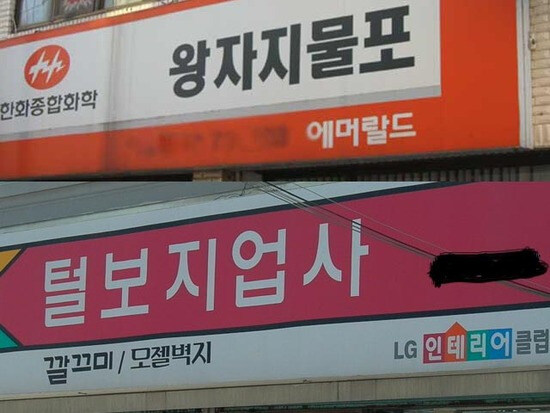 한화종합화학
왕자지물포
에머랄드
털보지업사
깔끄미/모젤벽지
LG 인테리어클럽